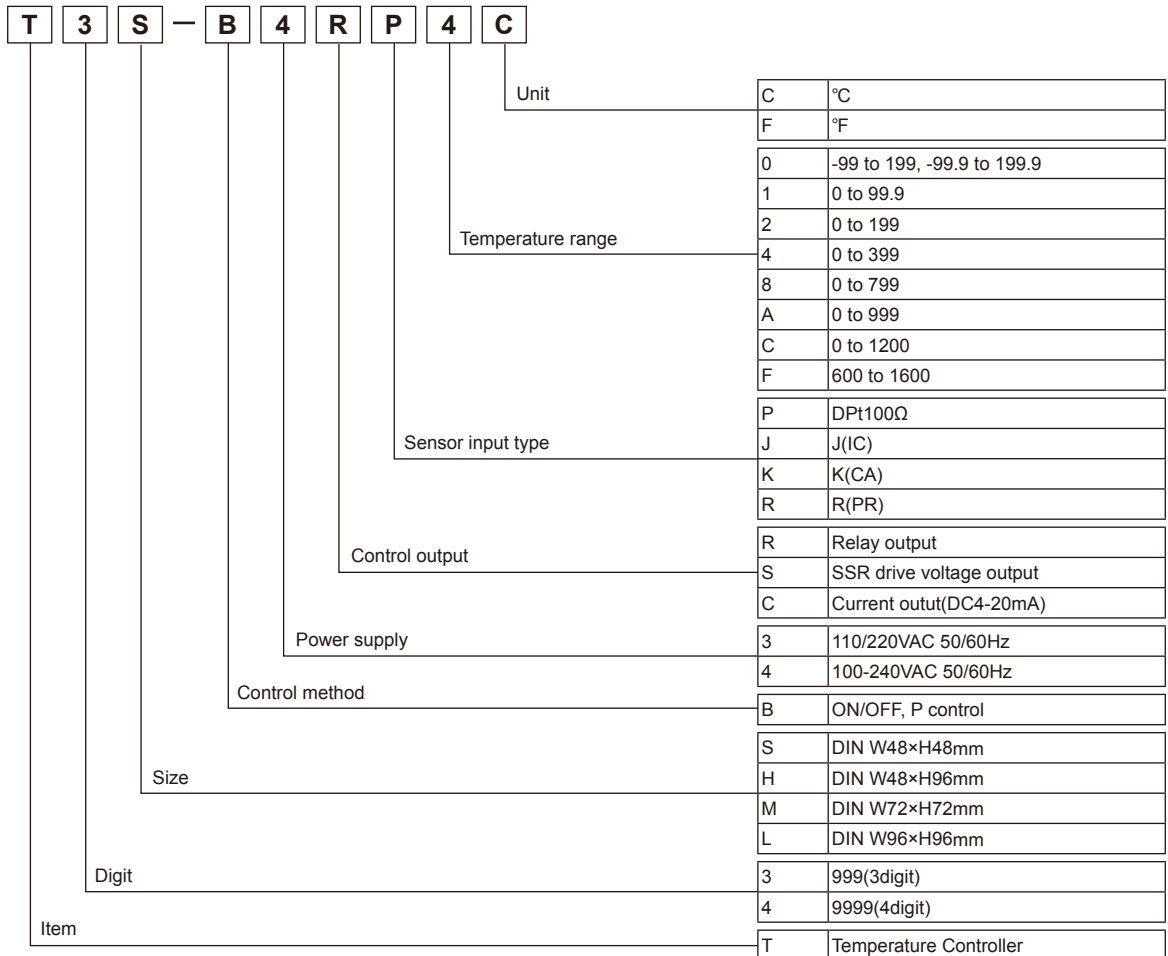 T 3 S － B 4 R P 4 C
Unit
C ℃
F ℉
0 -99 to 199, -99.9 to 199.9
1 0 to 99.9
2 0 to 199
Temperature range
4 0 to 399
8 0 to 799
A 0 to 999
C 0 to 1200
F 600 to 1600
P DPt100Ω
Sensor input type
J J(IC)
K K(CA)
R R(PR)
R Relay output
Control output
S SSR drive voltage output
C Current outut(DC4-20mA)
Power supply
3 110/220VAC 50/60Hz
4 100-240VAC 50/60Hz
Control method
B ON/OFF, P control
S DIN W48×H48mm
Size
H DIN W48×H96mm
M DIN W72×H72mm
L DIN W96×H96mm
Digit
3 999(3digit)
4 9999(4digit)
Item
T Temperature Controller